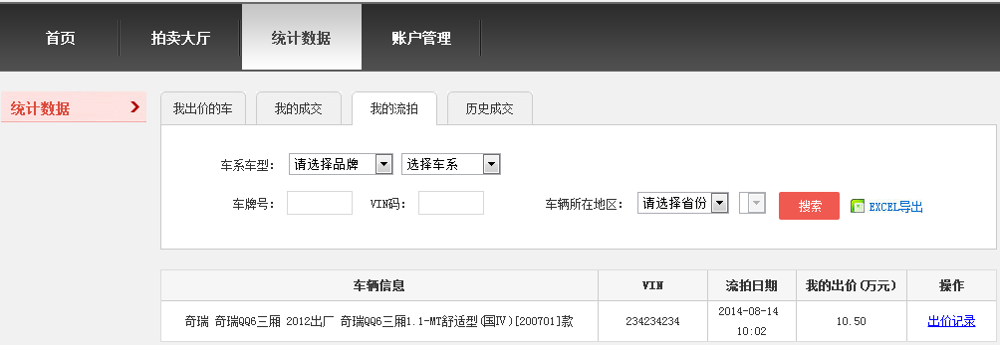 首页 拍卖大厅 统计数据 账户管理
统计数据
我出价的车 我的成交 我的流拍 历史成交
车系车型： 请选择品牌 选择车系
车牌号： VIN码： 车辆所在地区： 请选择省份 搜索 EXCEL导出
车辆信息 VIN 流拍日期 我的出价(万元) 操作
奇瑞 奇瑞QQ6三厢 2012出厂 奇瑞QQ6三厢1.1-MT舒适型(国Ⅳ)[200701]款 234234234 2014-08-14 10.50 出价记录
10:02